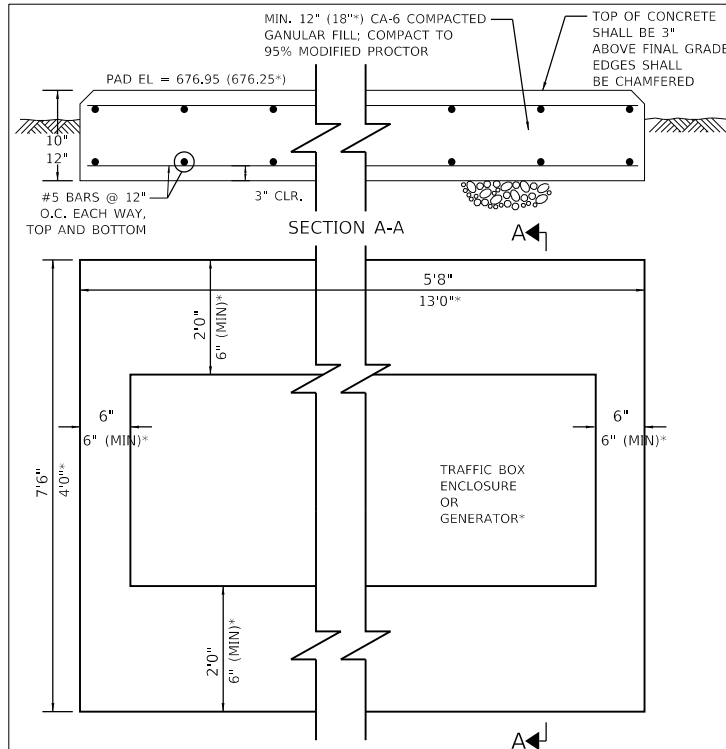 MIN. 12" (18"*) CA-6 COMPACTED
GANULAR FILL; COMPACT TO
95% MODIFIED PROCTOR
TOP OF CONCRETE
SHALL BE 3"
ABOVE FINAL GRADE
EDGES SHALL
BE CHAMFERED
PAD EL = 676.95 (676.25*)
10"
12"
#5 BARS @ 12"
O.C. EACH WAY,
TOP AND BOTTOM
3" CLR.
SECTION A-A
A
5'8"
13'0"*
2'0"
6" (MIN)*
6"
6" (MIN)*
6"
6" (MIN)*
7'6"
4'0"*
TRAFFIC BOX
ENCLOSURE
OR
GENERATOR*
2'0"
6" (MIN)*
A